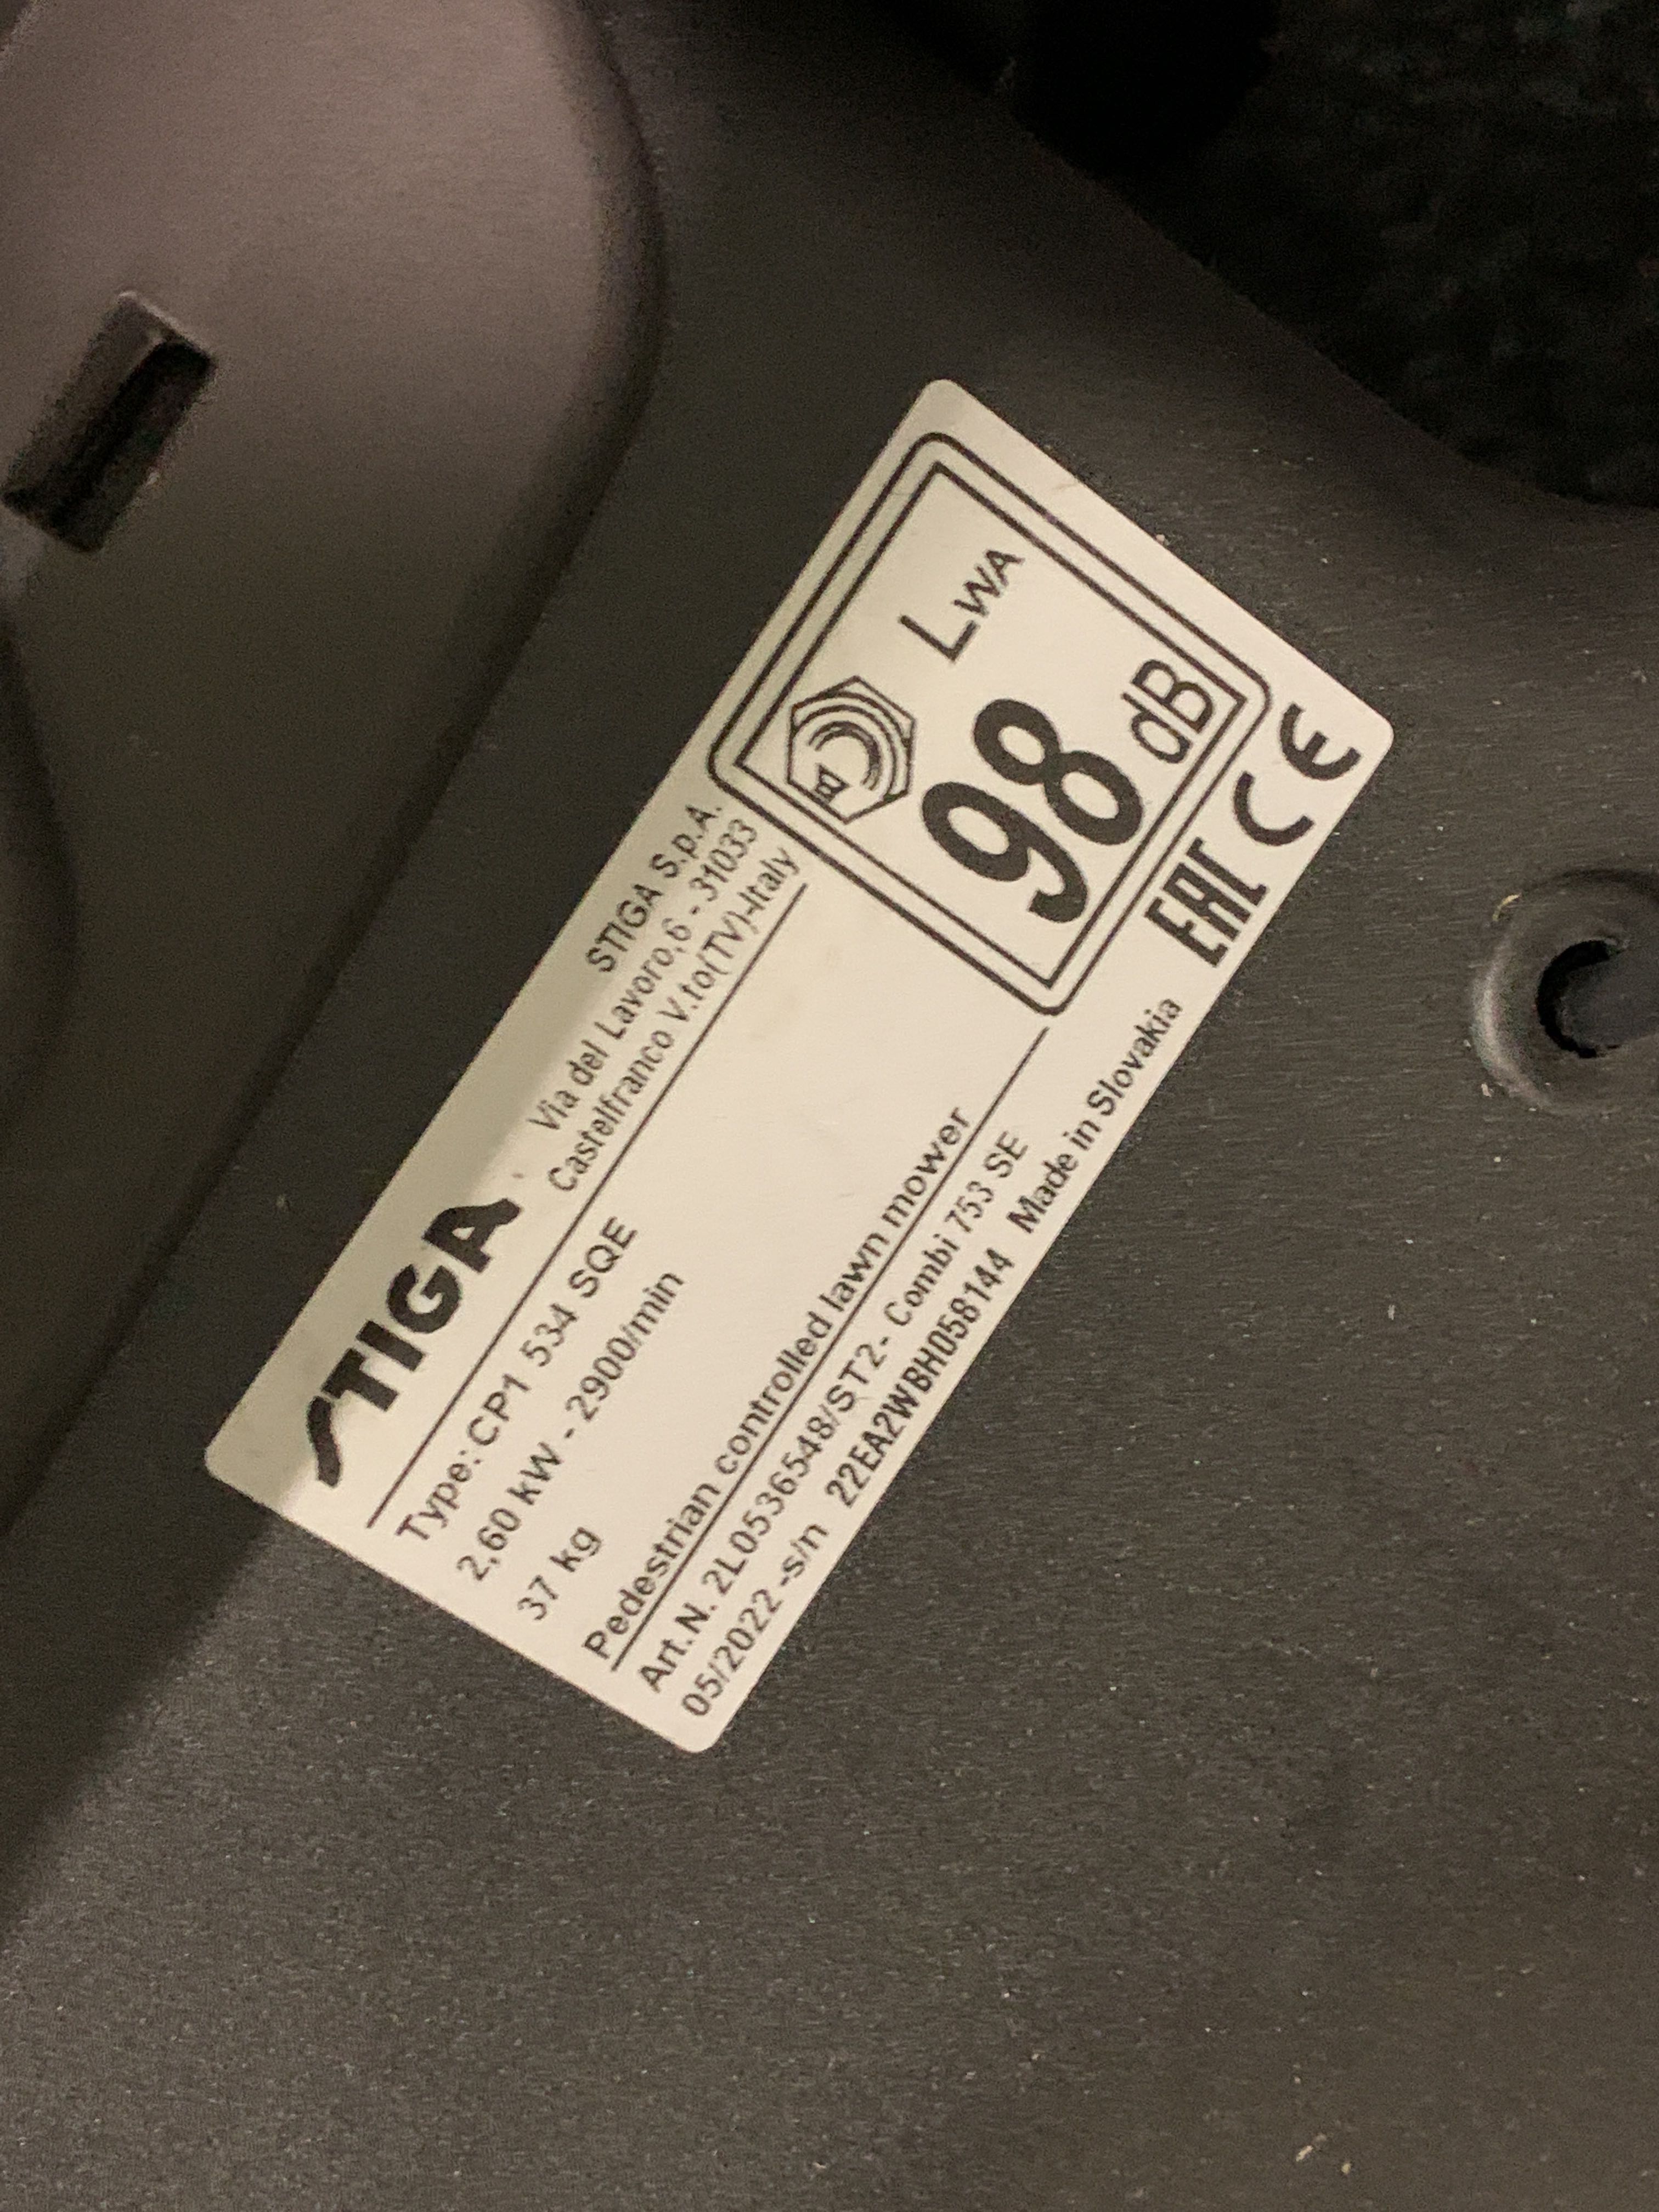 STIGA
STIGA S.p.A.
Via del Lavoro,6 - 31033
Castelfranco V.to(TV)-Italy
Type: CP1 534 SQE
2,60 kW - 2900/min
37 kg
Pedestrian controlled lawn mower
Art.N. 2L0536548/ST2 - Combi 753 SE
05/2022 -s/n 22EA2WBH058144 Made in Slovakia
LWA
98 dB
EAC CE